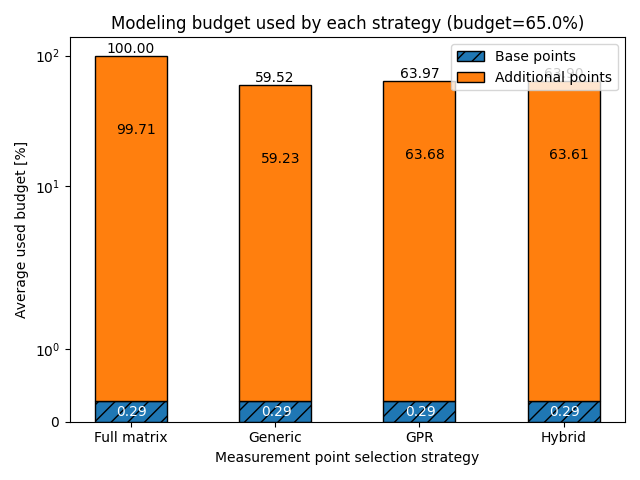 Modeling budget used by each strategy (budget=65.0%)
Base points
Additional points
100.00
59.52
63.97
63.90
99.71
59.23
63.68
63.61
0.29
0.29
0.29
0.29
10²
10¹
10⁰
0
Average used budget [%]
Full matrix
Generic
GPR
Hybrid
Measurement point selection strategy